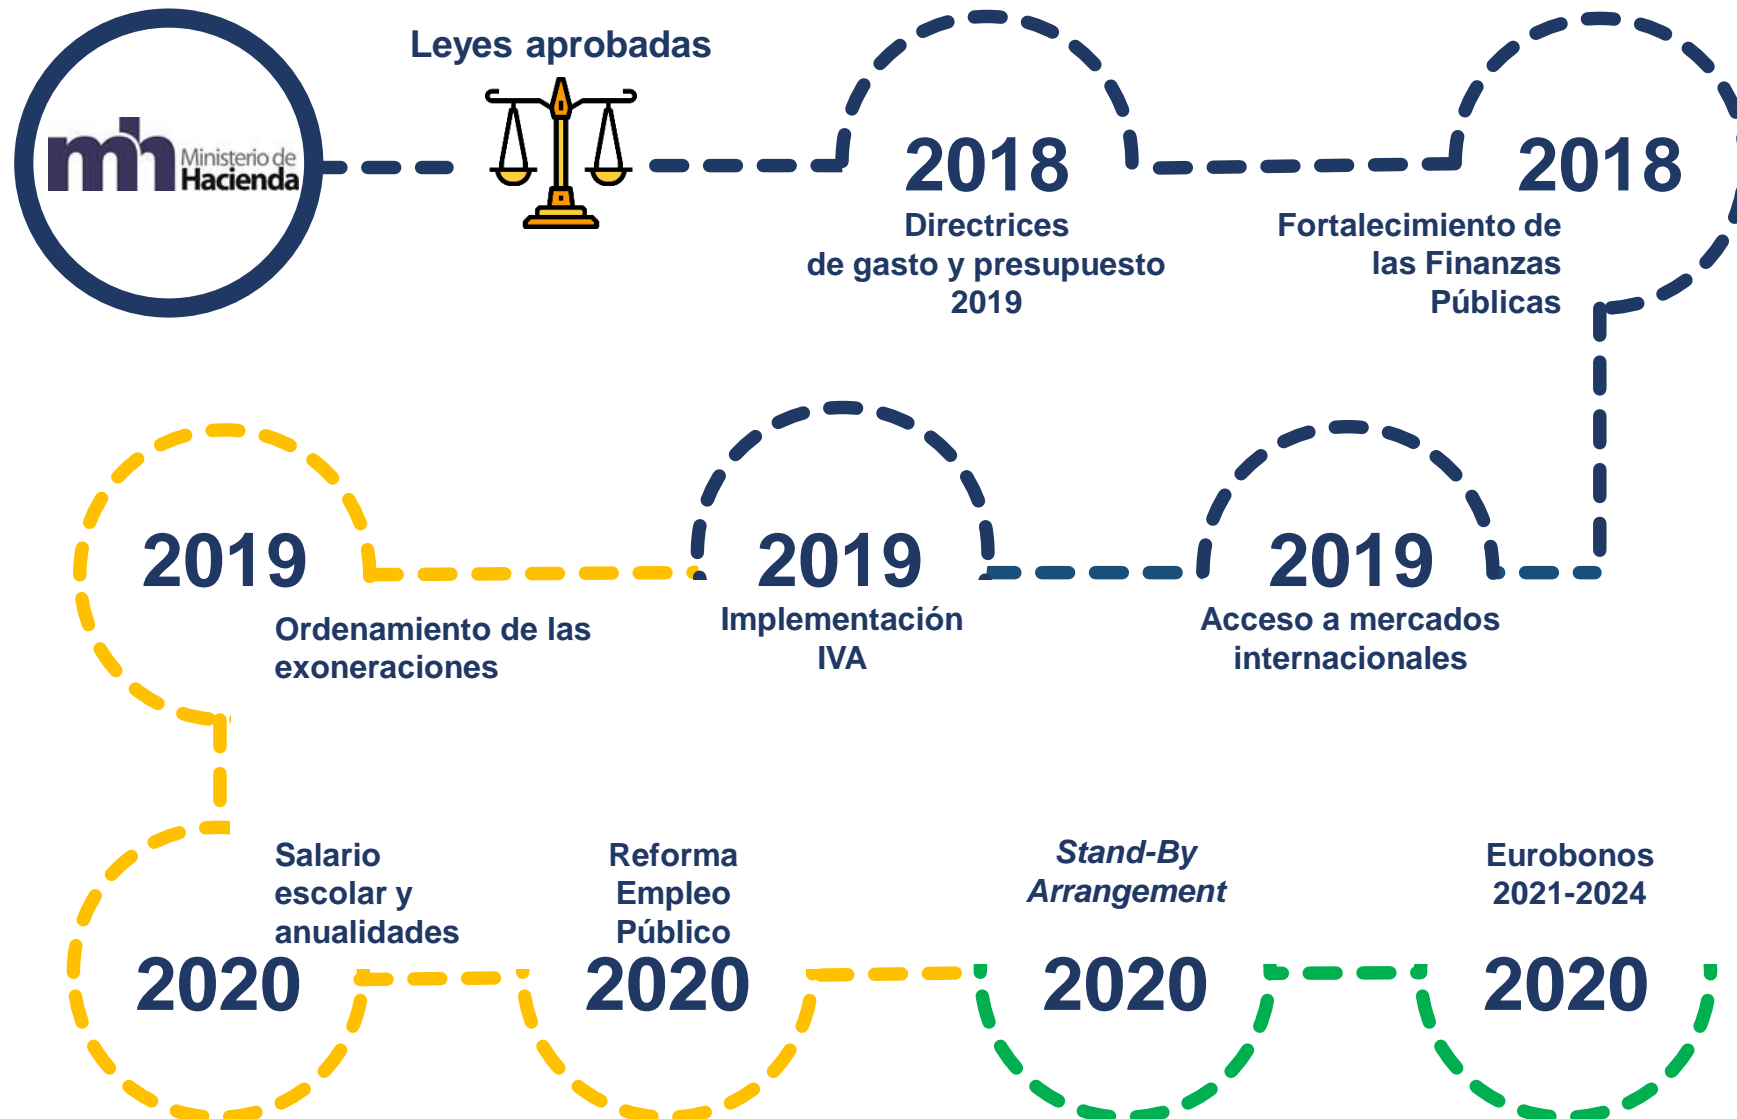 Ministerio de
Hacienda
Leyes aprobadas
2018
Directrices
de gasto y presupuesto
2019
2018
Fortalecimiento de
las Finanzas
Públicas
2019
Acceso a mercados
internacionales
2019
Implementación
IVA
2019
Ordenamiento de las
exoneraciones
Salario
escolar y
anualidades
2020
Reforma
Empleo
Público
2020
Stand-By
Arrangement
2020
Eurobonos
2021-2024
2020